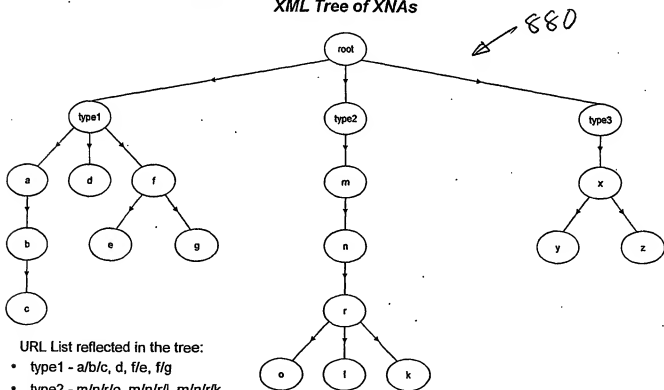 XML Tree of XNAs
880
root
type1 type2 type3
a d f m x
b e g n y z
c r
o l k
URL List reflected in the tree:
• type1 - a/b/c, d, f/e, f/g
• type2 - m/n/r/o, m/n/r/l, m/n/r/k